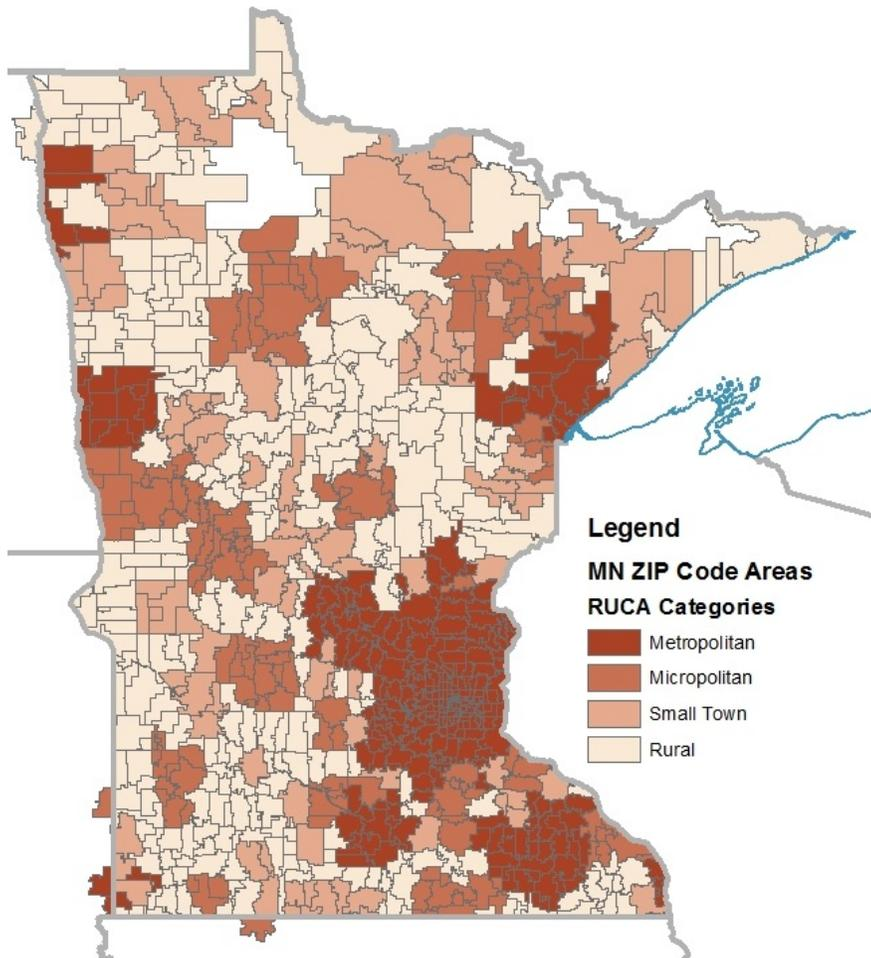 Legend
MN ZIP Code Areas
RUCA Categories
Metropolitan
Micropolitan
Small Town
Rural